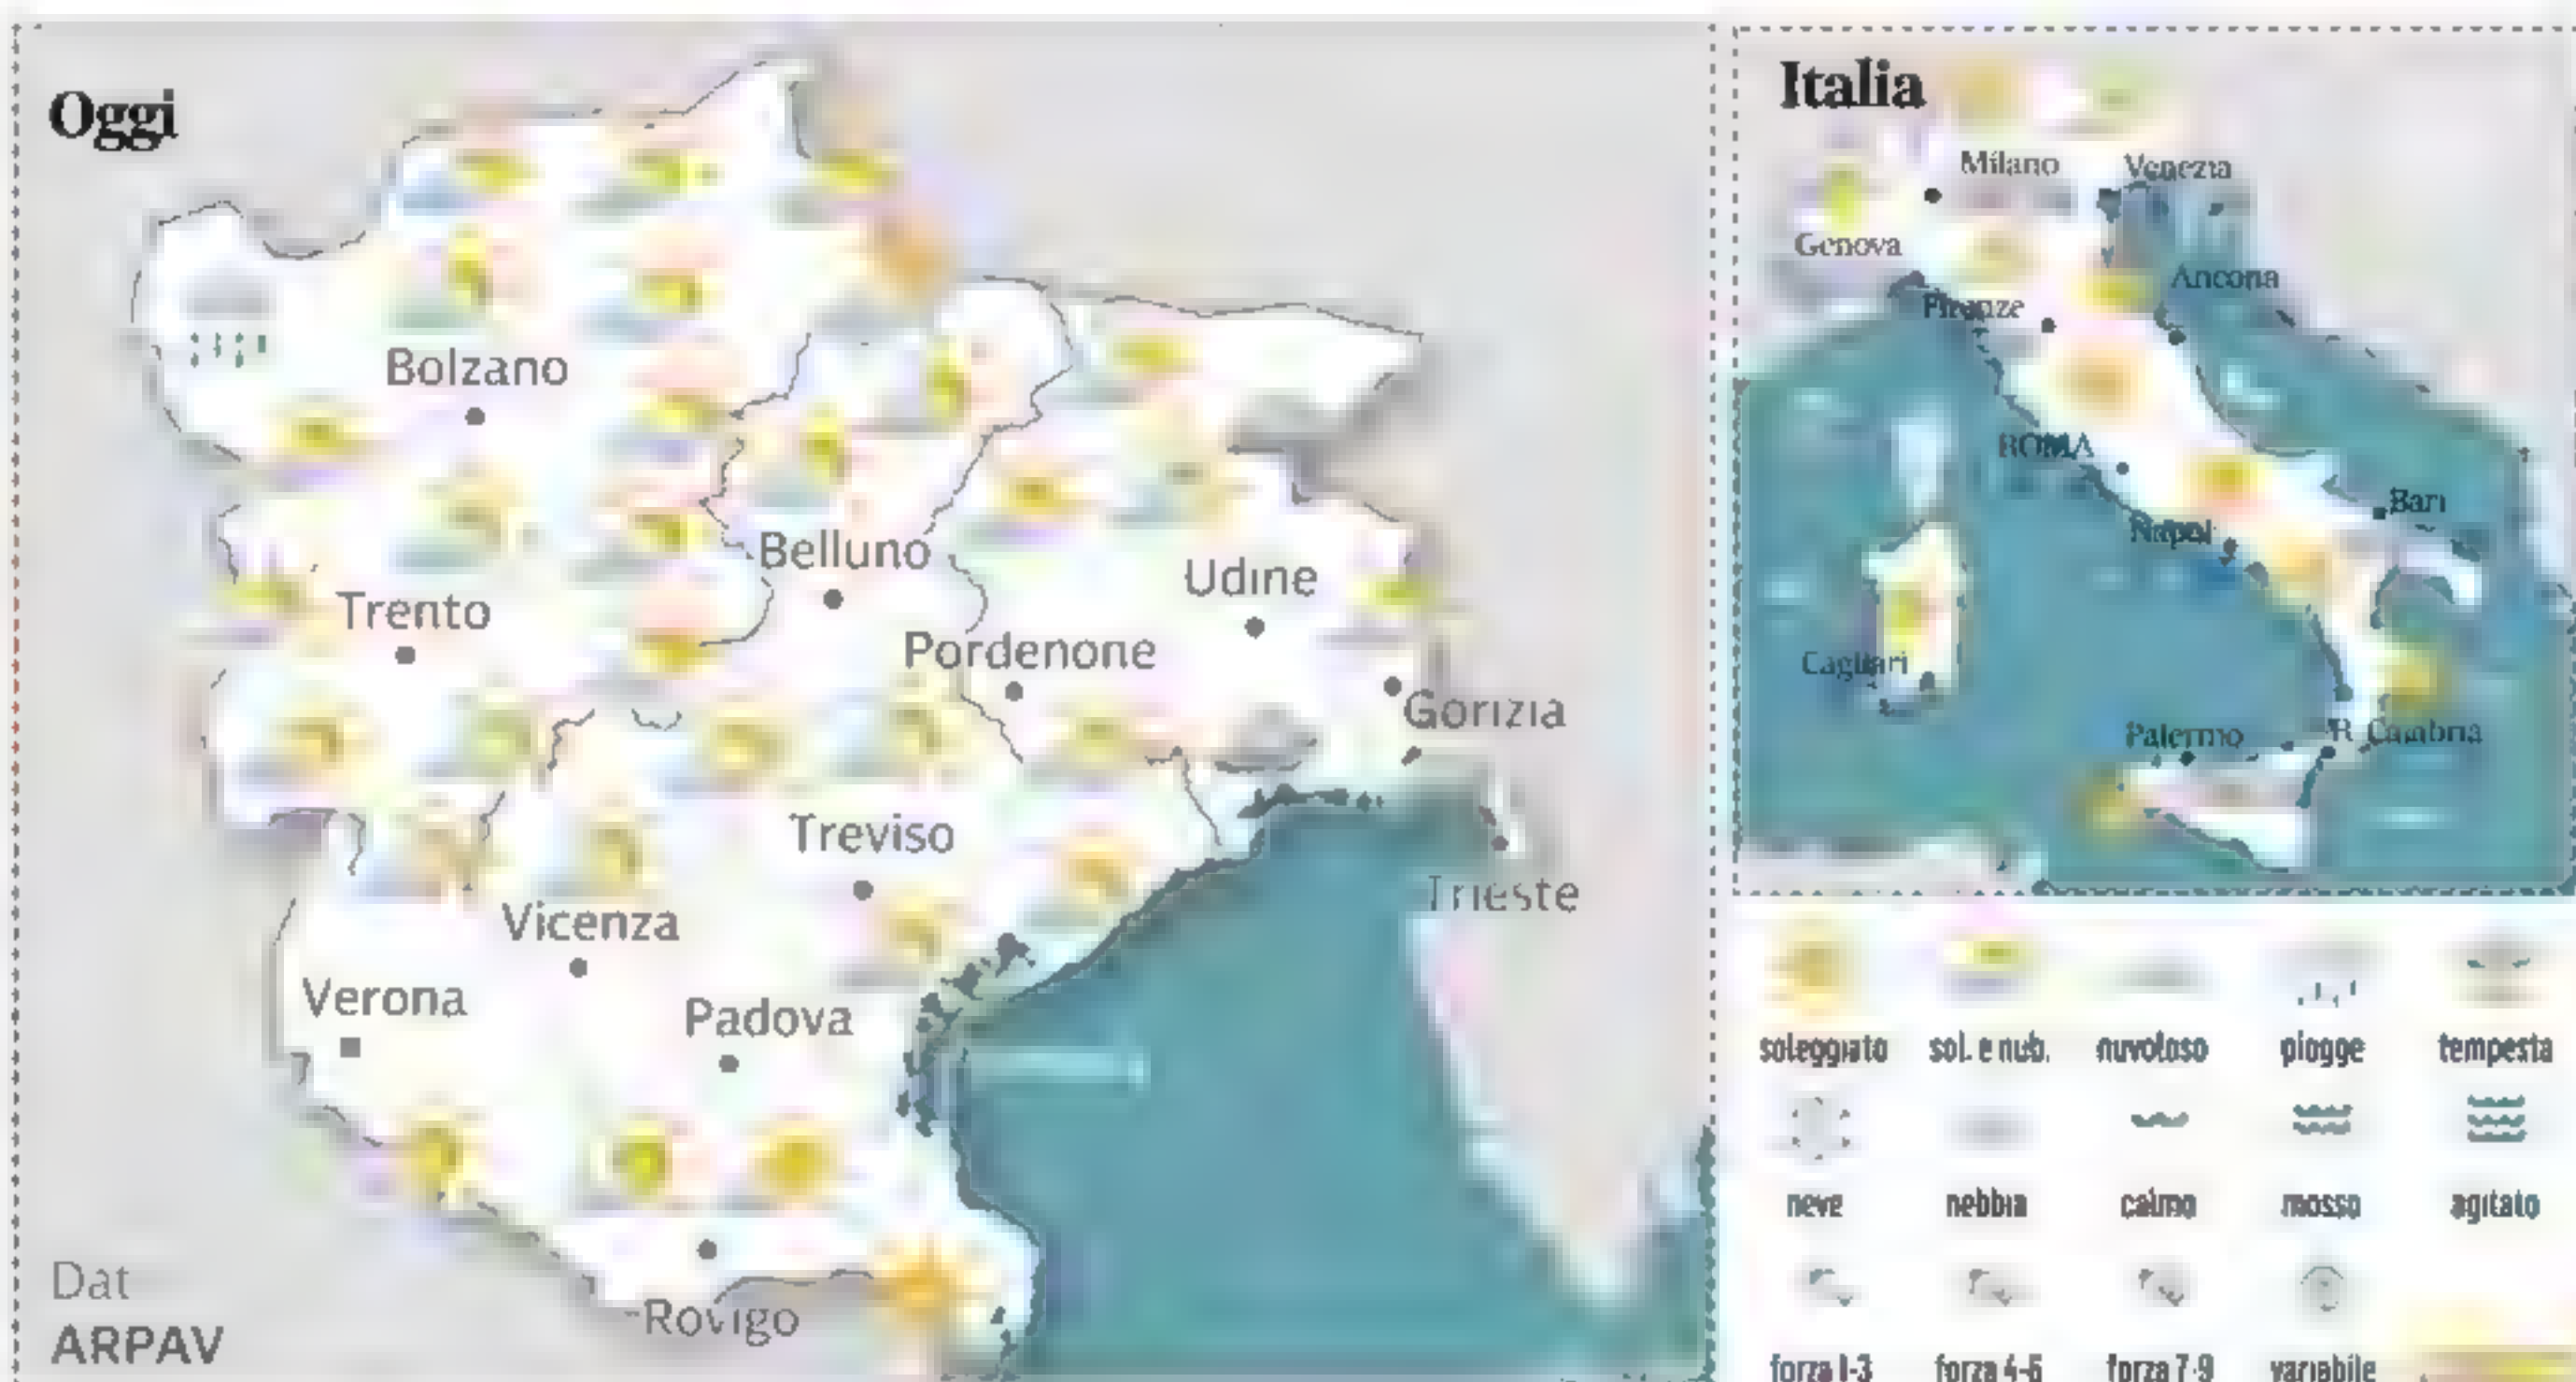 Oggi
Bolzano
Belluno
Trento
Udine
Pordenone
Gorizia
Treviso
Trieste
Vicenza
Verona
Padova
Rovigo
Dat
ARPAV
Italia
Milano
Venezia
Genova
Ancona
Firenze
ROMA
Bari
Napoli
Cagliari
Palermo
soleggiato sol. e nub. nuvoloso piogge tempesta
neve nebbia calmo mosso agitato
forza 1-3 forza 4-6 forza 7-9 variabile